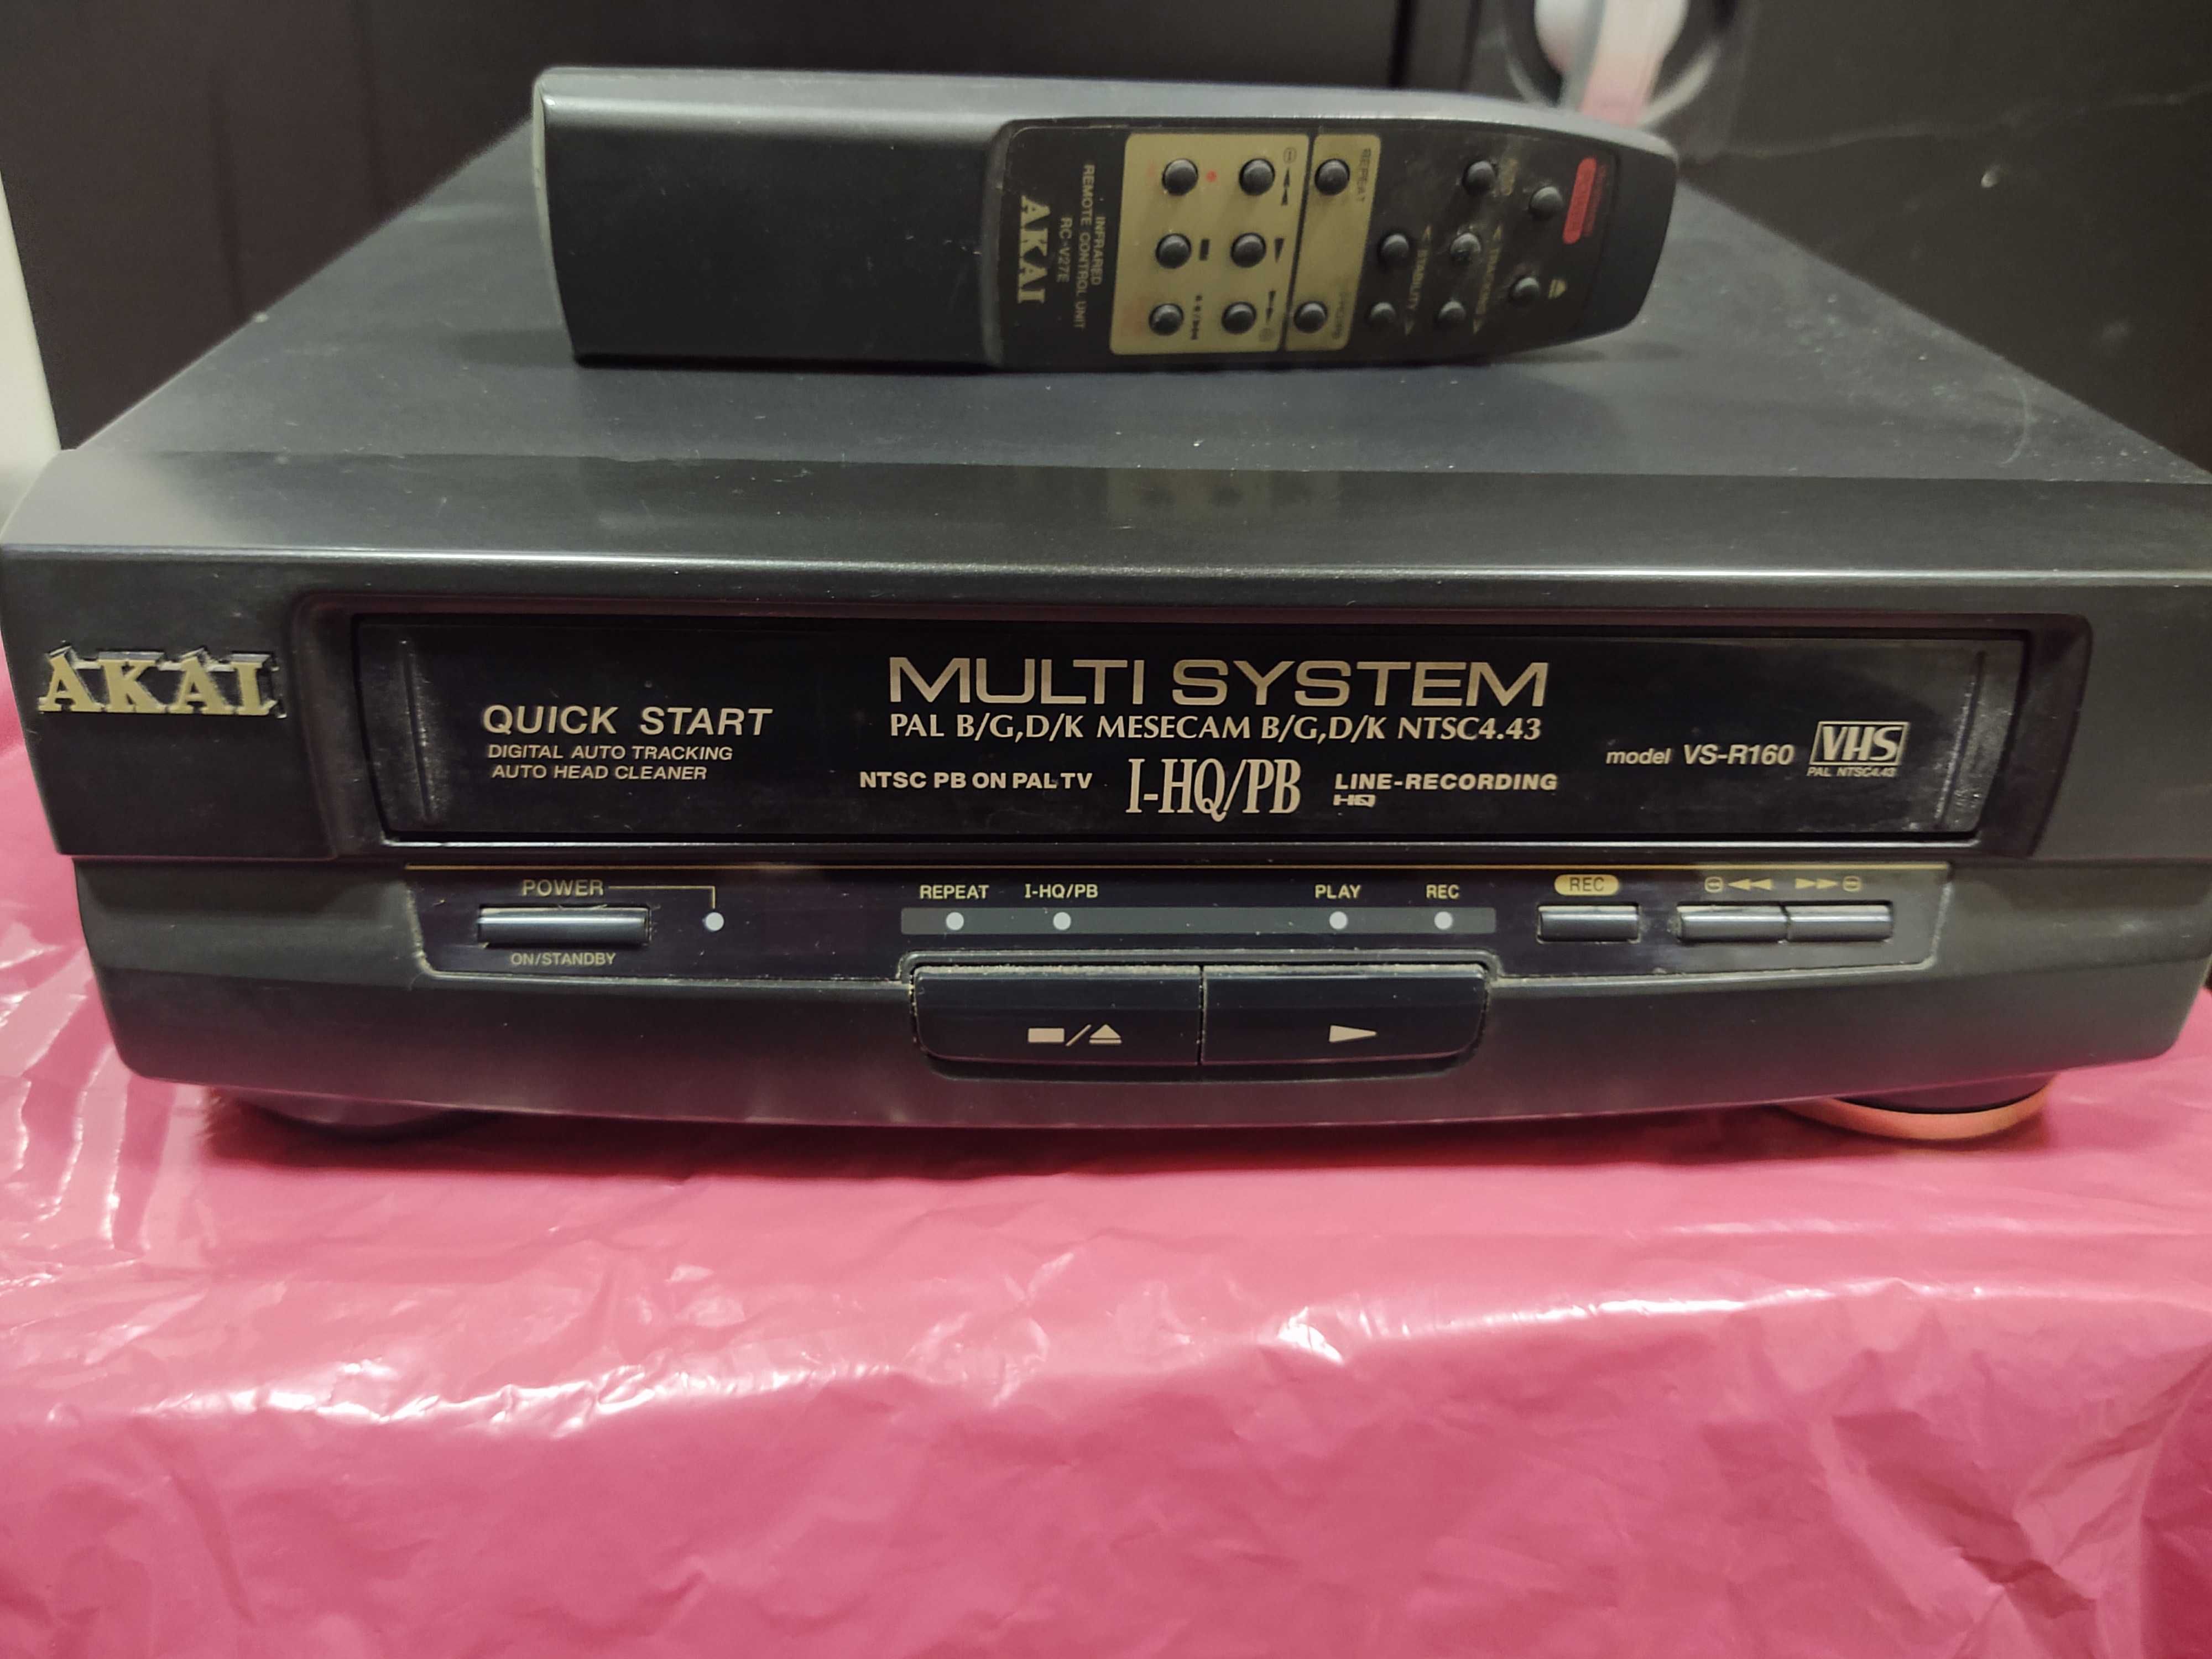 REPEAT
TRACKING
STABILITY
INFRARED
REMOTE CONTROL UNIT
RC-V27E
AKAI
AKAI
QUICK START
DIGITAL AUTO TRACKING
AUTO HEAD CLEANER
MULTI SYSTEM
PAL B/G,D/K MESECAM B/G,D/K NTSC4.43
NTSC PB ON PAL TV I-HQ/PB LINE-RECORDING
HQ
model VS-R160 VHS
PAL NTSC4.43
POWER
ON/STANDBY
REPEAT I-HQ/PB PLAY REC
REC